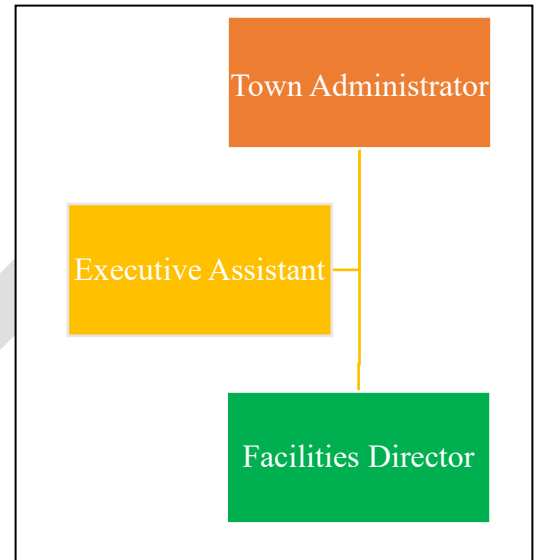 Town Administrator
Executive Assistant
Facilities Director